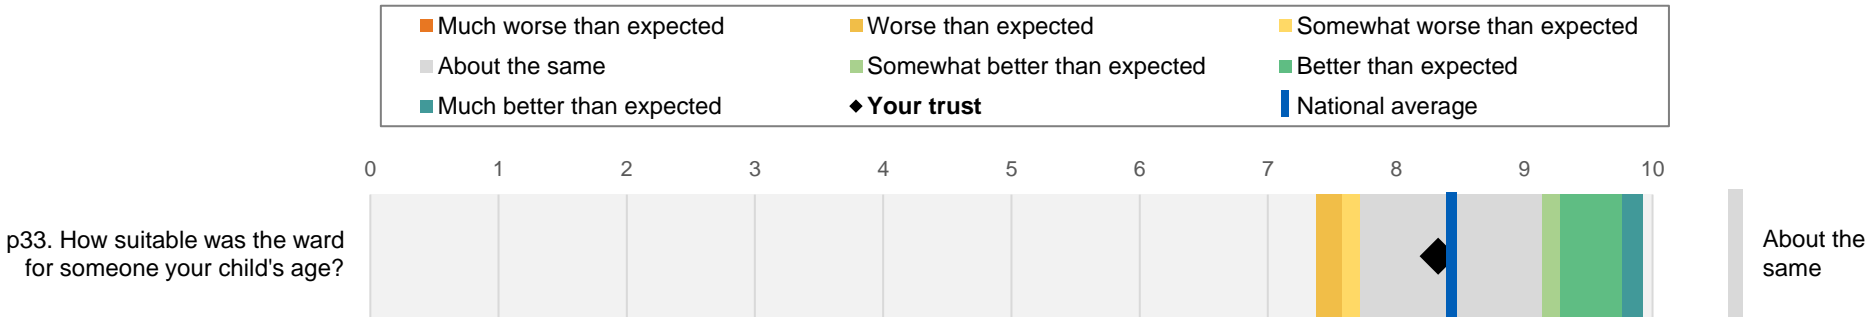 Much worse than expected
Worse than expected
Somewhat worse than expected
About the same
Somewhat better than expected
Better than expected
Much better than expected
Your trust
National average
0 1 2 3 4 5 6 7 8 9 10
p33. How suitable was the ward
for someone your child's age?
About the
same